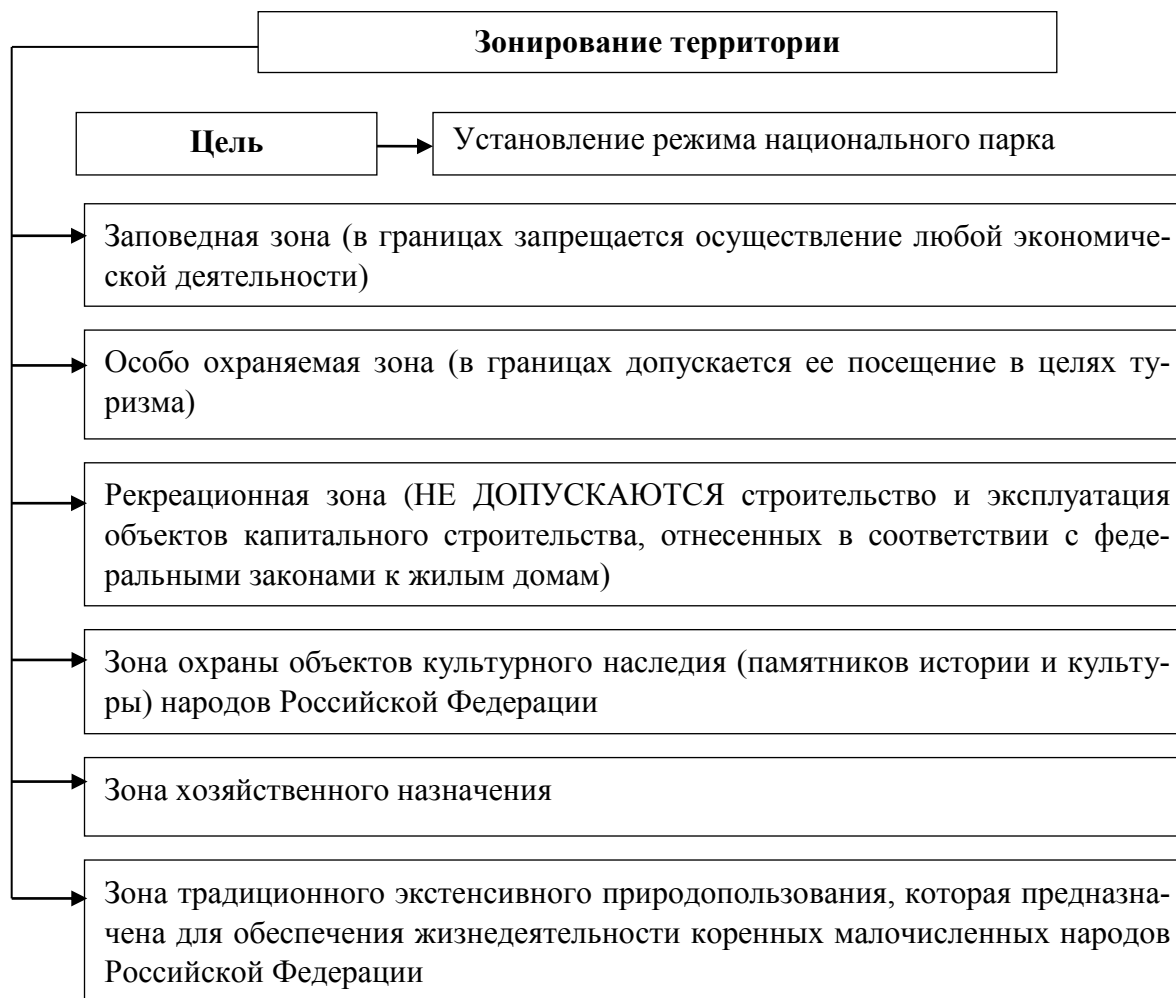 Зонирование территории
Цель
Установление режима национального парка
Заповедная зона (в границах запрещается осуществление любой экономиче-
ской деятельности)
Особо охраняемая зона (в границах допускается ее посещение в целях ту-
ризма)
Рекреационная зона (НЕ ДОПУСКАЮТСЯ строительство и эксплуатация
объектов капитального строительства, отнесенных в соответствии с феде-
ральными законами к жилым домам)
Зона охраны объектов культурного наследия (памятников истории и культу-
ры) народов Российской Федерации
Зона хозяйственного назначения
Зона традиционного экстенсивного природопользования, которая предназна-
чена для обеспечения жизнедеятельности коренных малочисленных народов
Российской Федерации